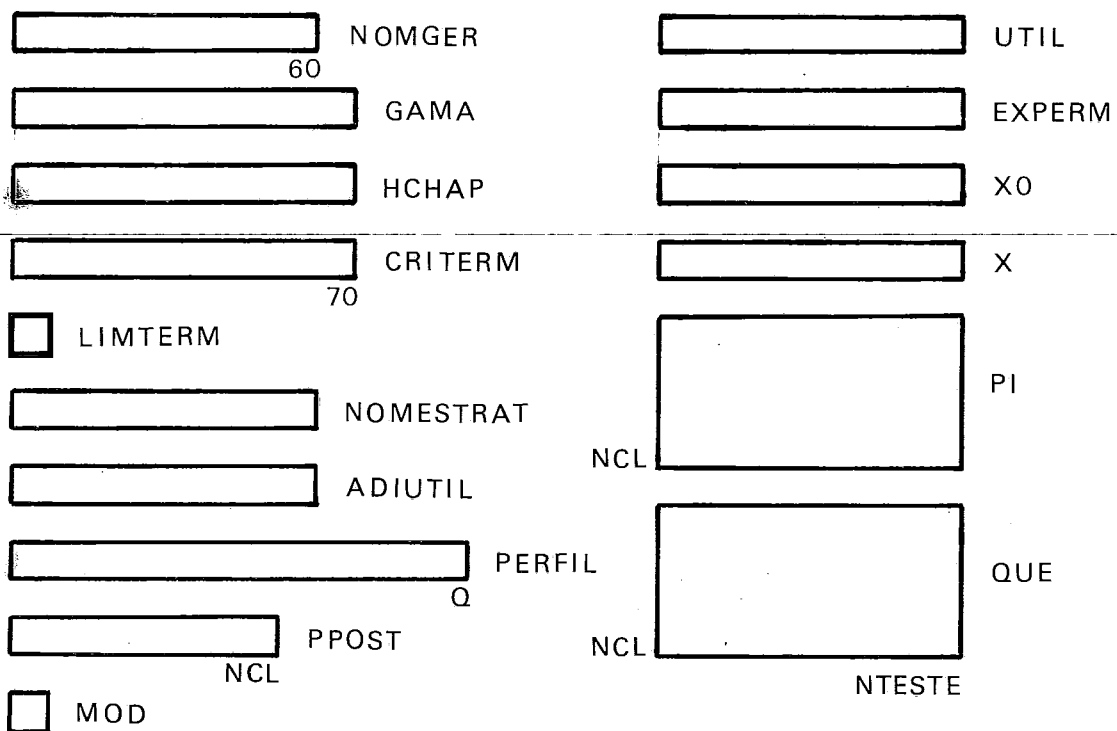 NOMGER
60
GAMA
HCHAP
CRITERM
70
LIMTERM
NOMESTRAT
ADIUTIL
PERFIL
Q
PPOST
NCL
MOD
UTIL
EXPERM
X0
X
PI
NCL
QUE
NCL
NTESTE